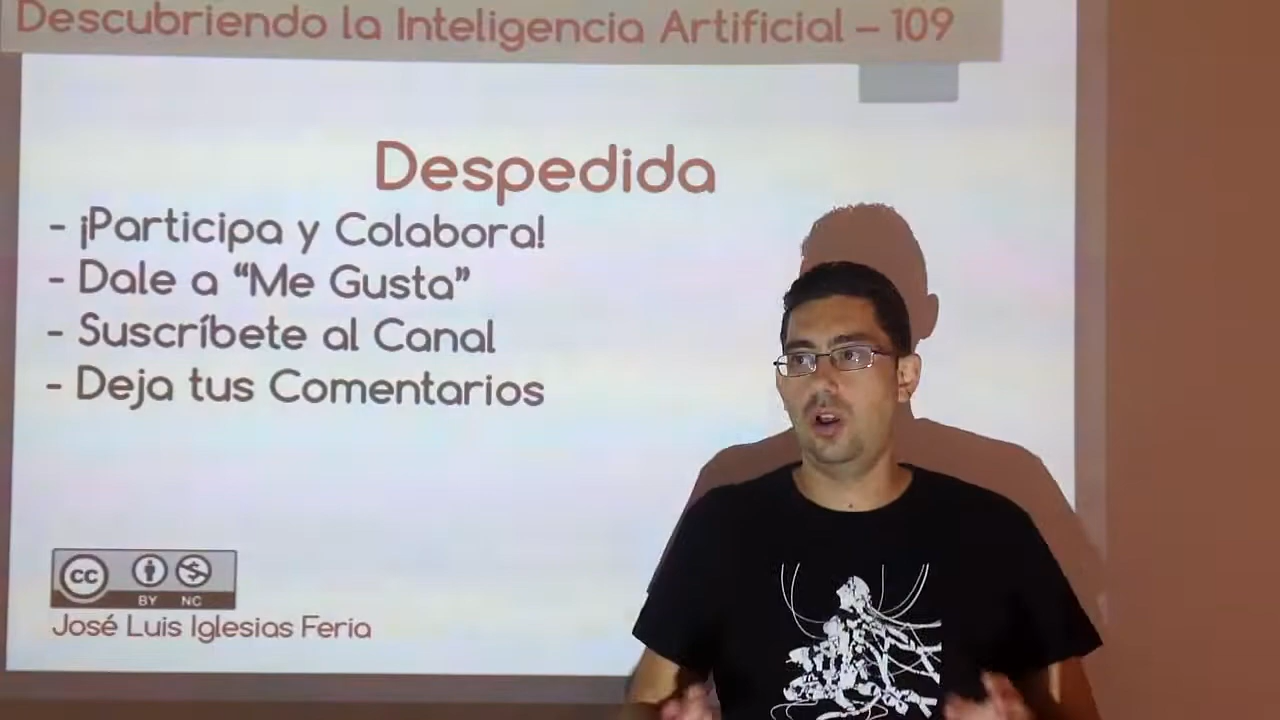 Descubriendo la Inteligencia Artificial – 109
Despedida
- ¡Participa y Colabora!
- Dale a “Me Gusta”
- Suscríbete al Canal
- Deja tus Comentarios
cc
BY NC
José Luis Iglesias Feria